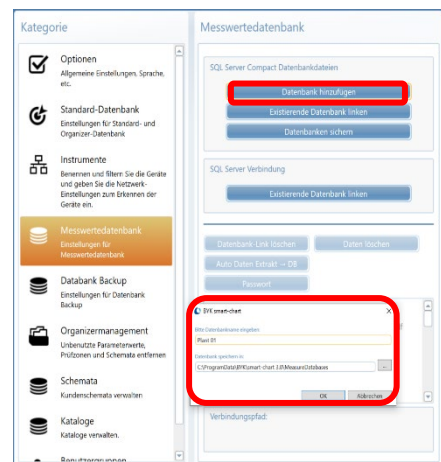 Kategorie
Optionen
Allgemeine Einstellungen, Sprache,
etc.
Standard-Datenbank
Einstellungen für Standard- und
Organizer-Datenbank
Instrumente
Benennen und filtern Sie die Geräte
und geben Sie die Netzwerk-
Einstellungen zum Erkennen der
Geräte ein.
Messwertedatenbank
Einstellungen für
Messwertedatenbank
Databank Backup
Einstellungen für Datenbank
Backup
Organizermanagement
Unbenutzte Parameterwerte,
Prüfzonen und Schemata entfernen
Schemata
Kundenschemata verwalten
Kataloge
Kataloge verwalten.
Benutzergruppen
Messwertedatenbank
SQL Server Compact Datenbankdateien
Datenbank hinzufügen
Existierende Datenbank linken
Datenbanken sichern
SQL Server Verbindung
Existierende Datenbank linken
Datenbank-Link löschen
Daten löschen
Auto Daten Extrakt → DB
Passwort
BYK smart-chart
Bitte Datenbankname eingeben:
Plant 01
Datenbank speichern in:
C:\ProgramData\BYK\smart-chart 3.0\MeasureDatabases
...
OK
Abbrechen
Verbindungspfad: